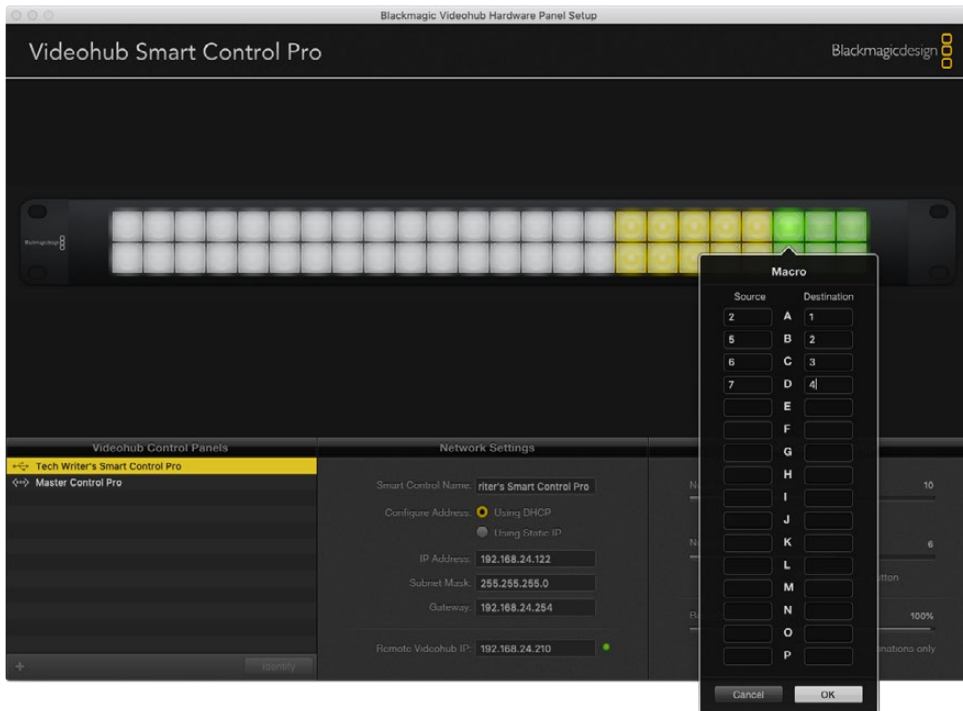 Blackmagic Videohub Hardware Panel Setup
Videohub Smart Control Pro
Blackmagicdesign
Blackmagicdesign
Macro
Source Destination
2 A 1
5 B 2
6 C 3
7 D 4
E
F
G
H
I
J
K
L
M
N
O
P
Cancel OK
Videohub Control Panels
Tech Writer's Smart Control Pro
Master Control Pro
Identify
Network Settings
Smart Control Name: riter's Smart Control Pro
Configure Address: Using DHCP
Using Static IP
IP Address: 192.168.24.122
Subnet Mask: 255.255.255.0
Gateway: 192.168.24.254
Remote Videohub IP: 192.168.24.210
10
6
100%
only